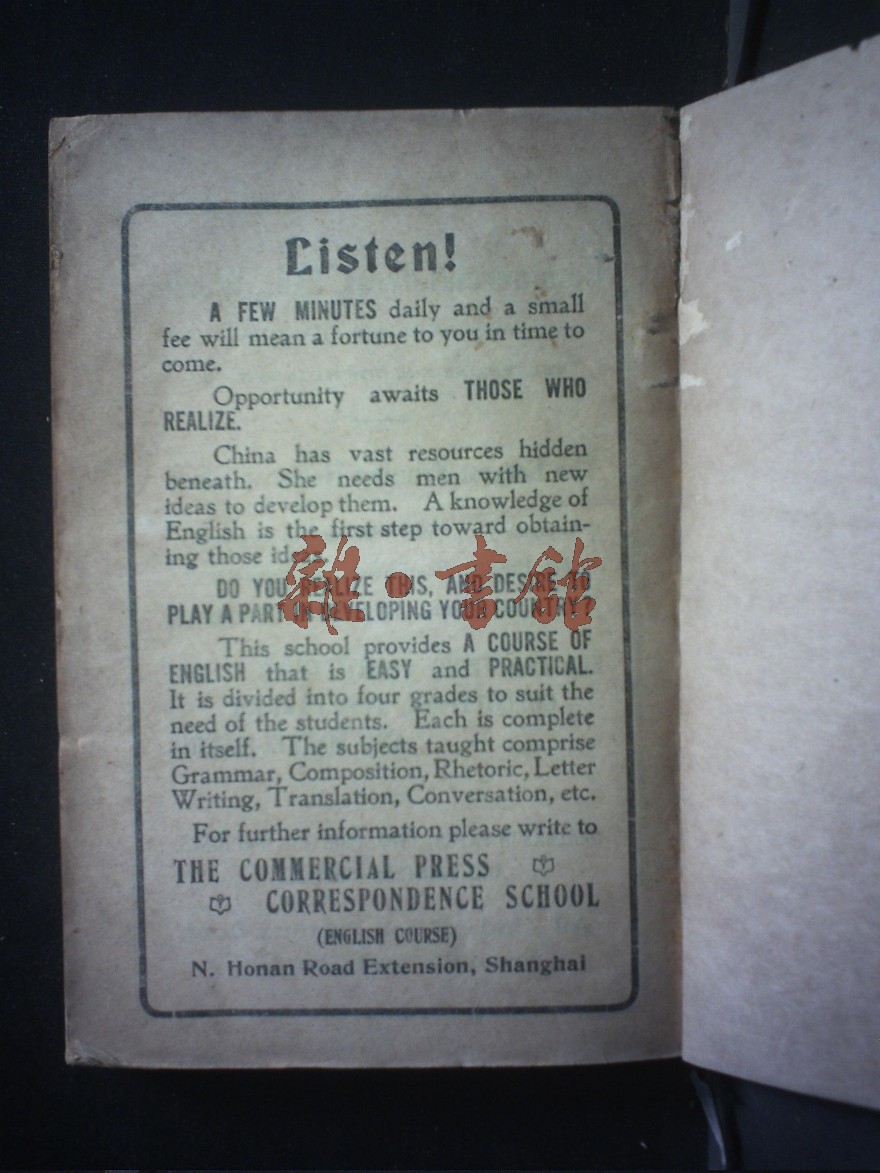 Listen!
A FEW MINUTES daily and a small
fee will mean a fortune to you in time to
come.
Opportunity awaits THOSE WHO
REALIZE.
China has vast resources hidden
beneath. She needs men with new
ideas to develop them. A knowledge of
English is the first step toward obtain-
ing those ideas.
DO YOU REALIZE THIS, AND DESIRE TO
PLAY A PART IN DEVELOPING YOUR COUNTRY?
雜·書館
This school provides A COURSE OF
ENGLISH that is EASY and PRACTICAL.
It is divided into four grades to suit the
need of the students. Each is complete
in itself. The subjects taught comprise
Grammar, Composition, Rhetoric, Letter
Writing, Translation, Conversation, etc.
For further information please write to
THE COMMERCIAL PRESS
CORRESPONDENCE SCHOOL
(ENGLISH COURSE)
N. Honan Road Extension, Shanghai